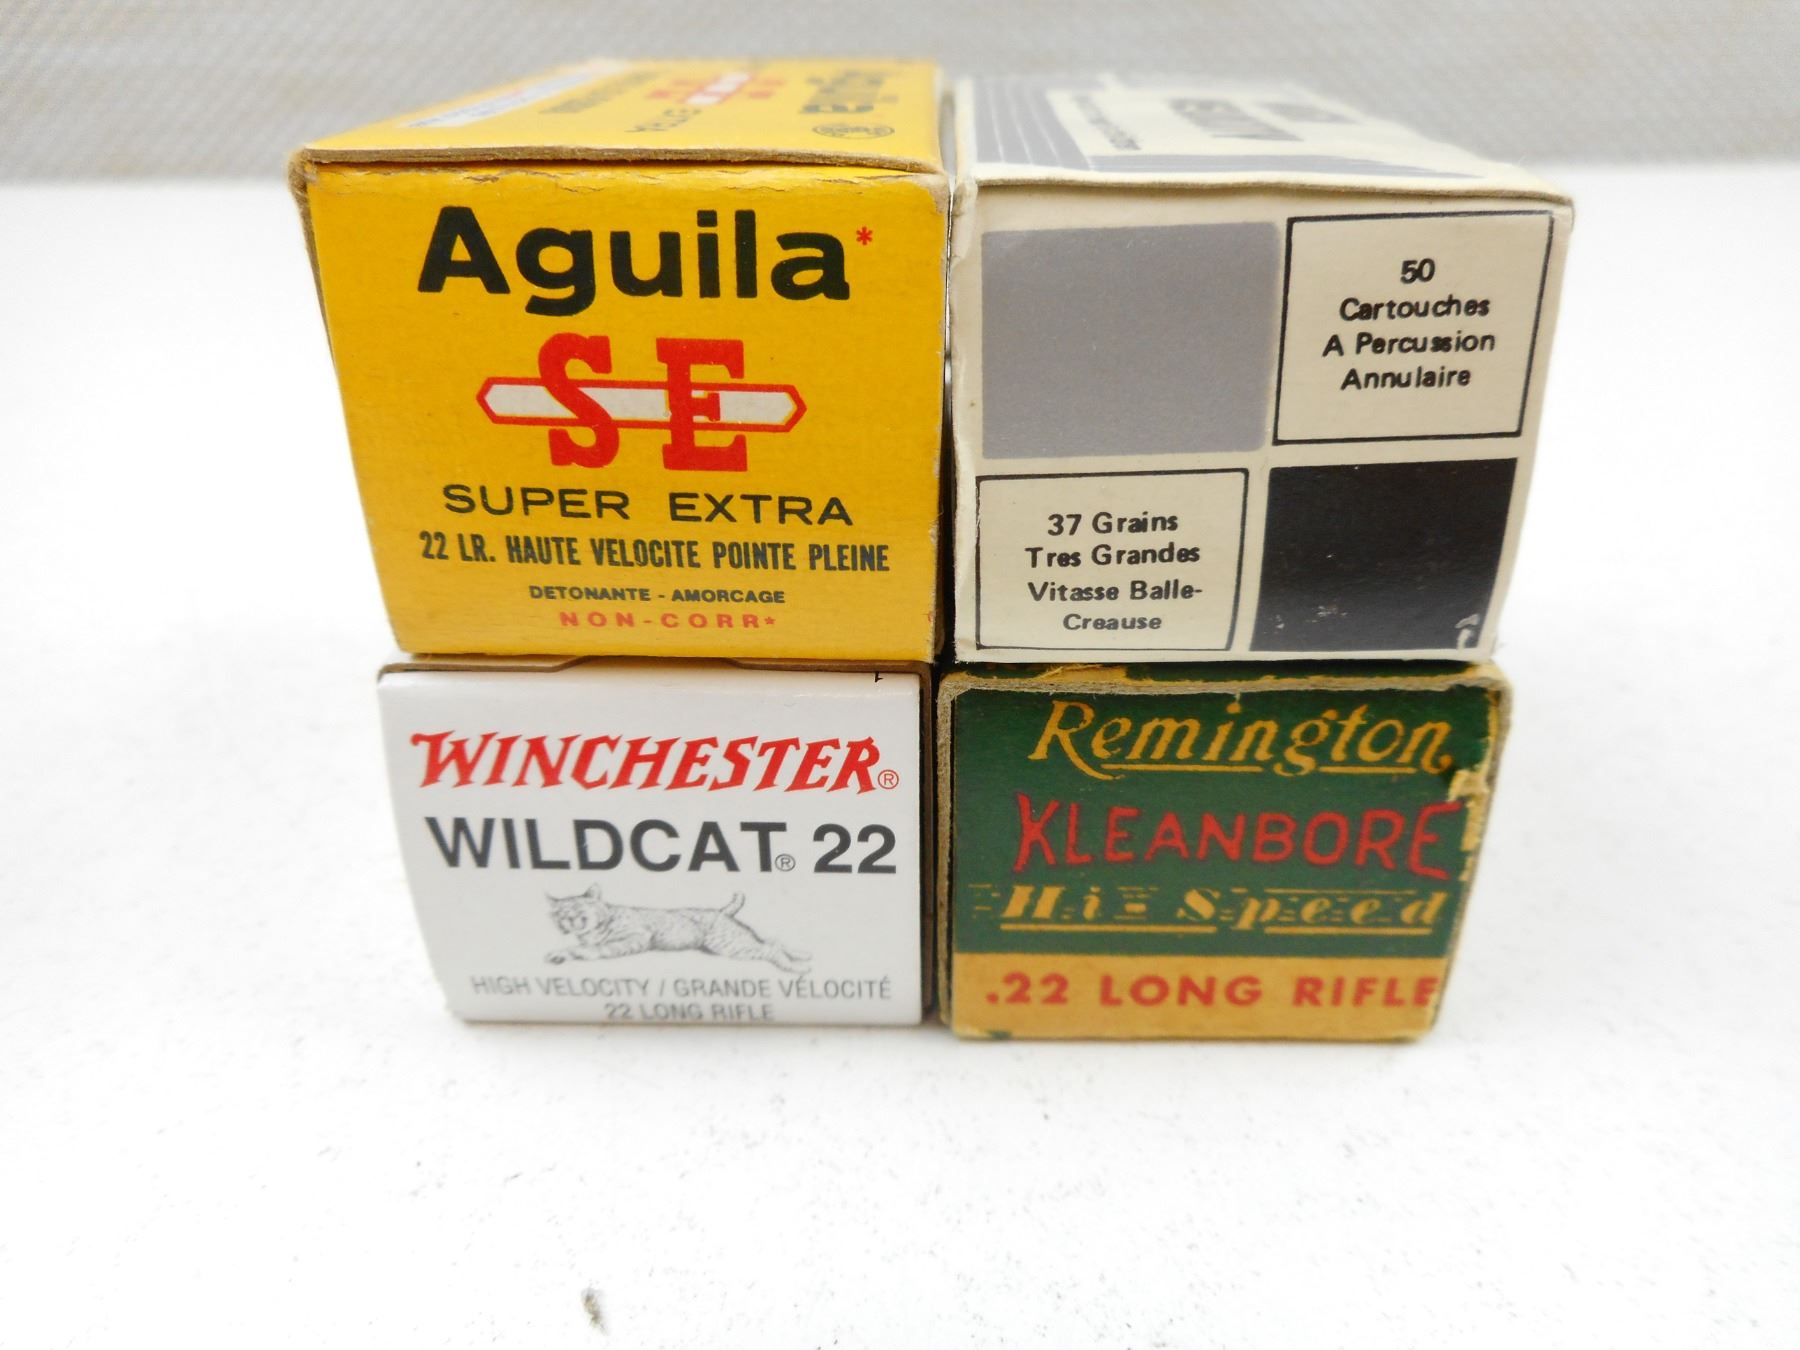 Aguila*
SE
SUPER EXTRA
22 LR. HAUTE VELOCITE POINTE PLEINE
DETONANTE - AMORCAGE
NON-CORR*
50
Cartouches
A Percussion
Annulaire
37 Grains
Tres Grandes
Vitasse Balle-
Creause
WINCHESTER®
WILDCAT® 22
HIGH VELOCITY / GRANDE VÉLOCITÉ
22 LONG RIFLE
Remington,
KLEANBORE
Hi-Speed
.22 LONG RIFLE